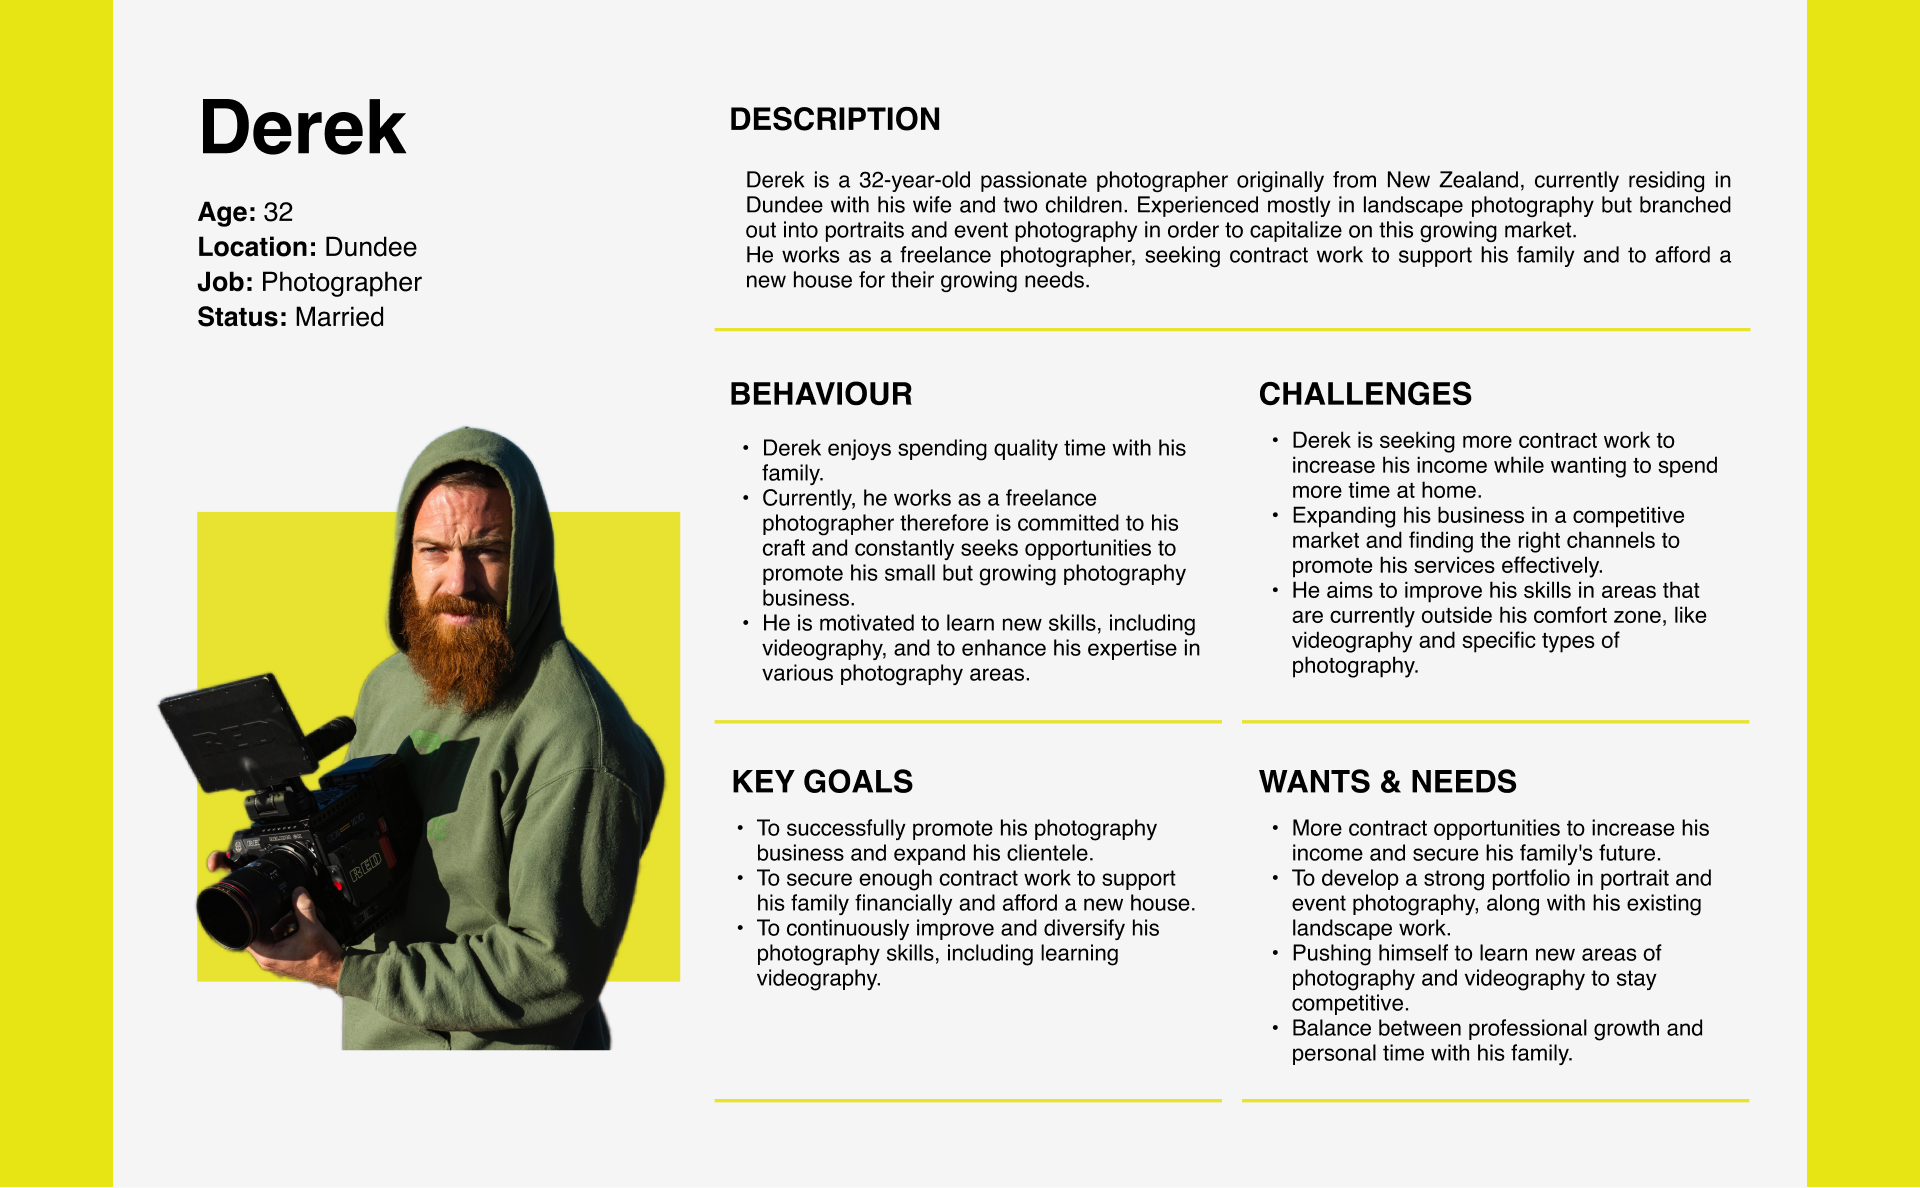 Derek
Age: 32
Location: Dundee
Job: Photographer
Status: Married
RED
RED
DESCRIPTION
Derek is a 32-year-old passionate photographer originally from New Zealand, currently residing in
Dundee with his wife and two children. Experienced mostly in landscape photography but branched
out into portraits and event photography in order to capitalize on this growing market.
He works as a freelance photographer, seeking contract work to support his family and to afford a
new house for their growing needs.
BEHAVIOUR
• Derek enjoys spending quality time with his
family.
• Currently, he works as a freelance
photographer therefore is committed to his
craft and constantly seeks opportunities to
promote his small but growing photography
business.
• He is motivated to learn new skills, including
videography, and to enhance his expertise in
various photography areas.
CHALLENGES
• Derek is seeking more contract work to
increase his income while wanting to spend
more time at home.
• Expanding his business in a competitive
market and finding the right channels to
promote his services effectively.
• He aims to improve his skills in areas that
are currently outside his comfort zone, like
videography and specific types of
photography.
KEY GOALS
• To successfully promote his photography
business and expand his clientele.
• To secure enough contract work to support
his family financially and afford a new house.
• To continuously improve and diversify his
photography skills, including learning
videography.
WANTS & NEEDS
• More contract opportunities to increase his
income and secure his family's future.
• To develop a strong portfolio in portrait and
event photography, along with his existing
landscape work.
• Pushing himself to learn new areas of
photography and videography to stay
competitive.
• Balance between professional growth and
personal time with his family.